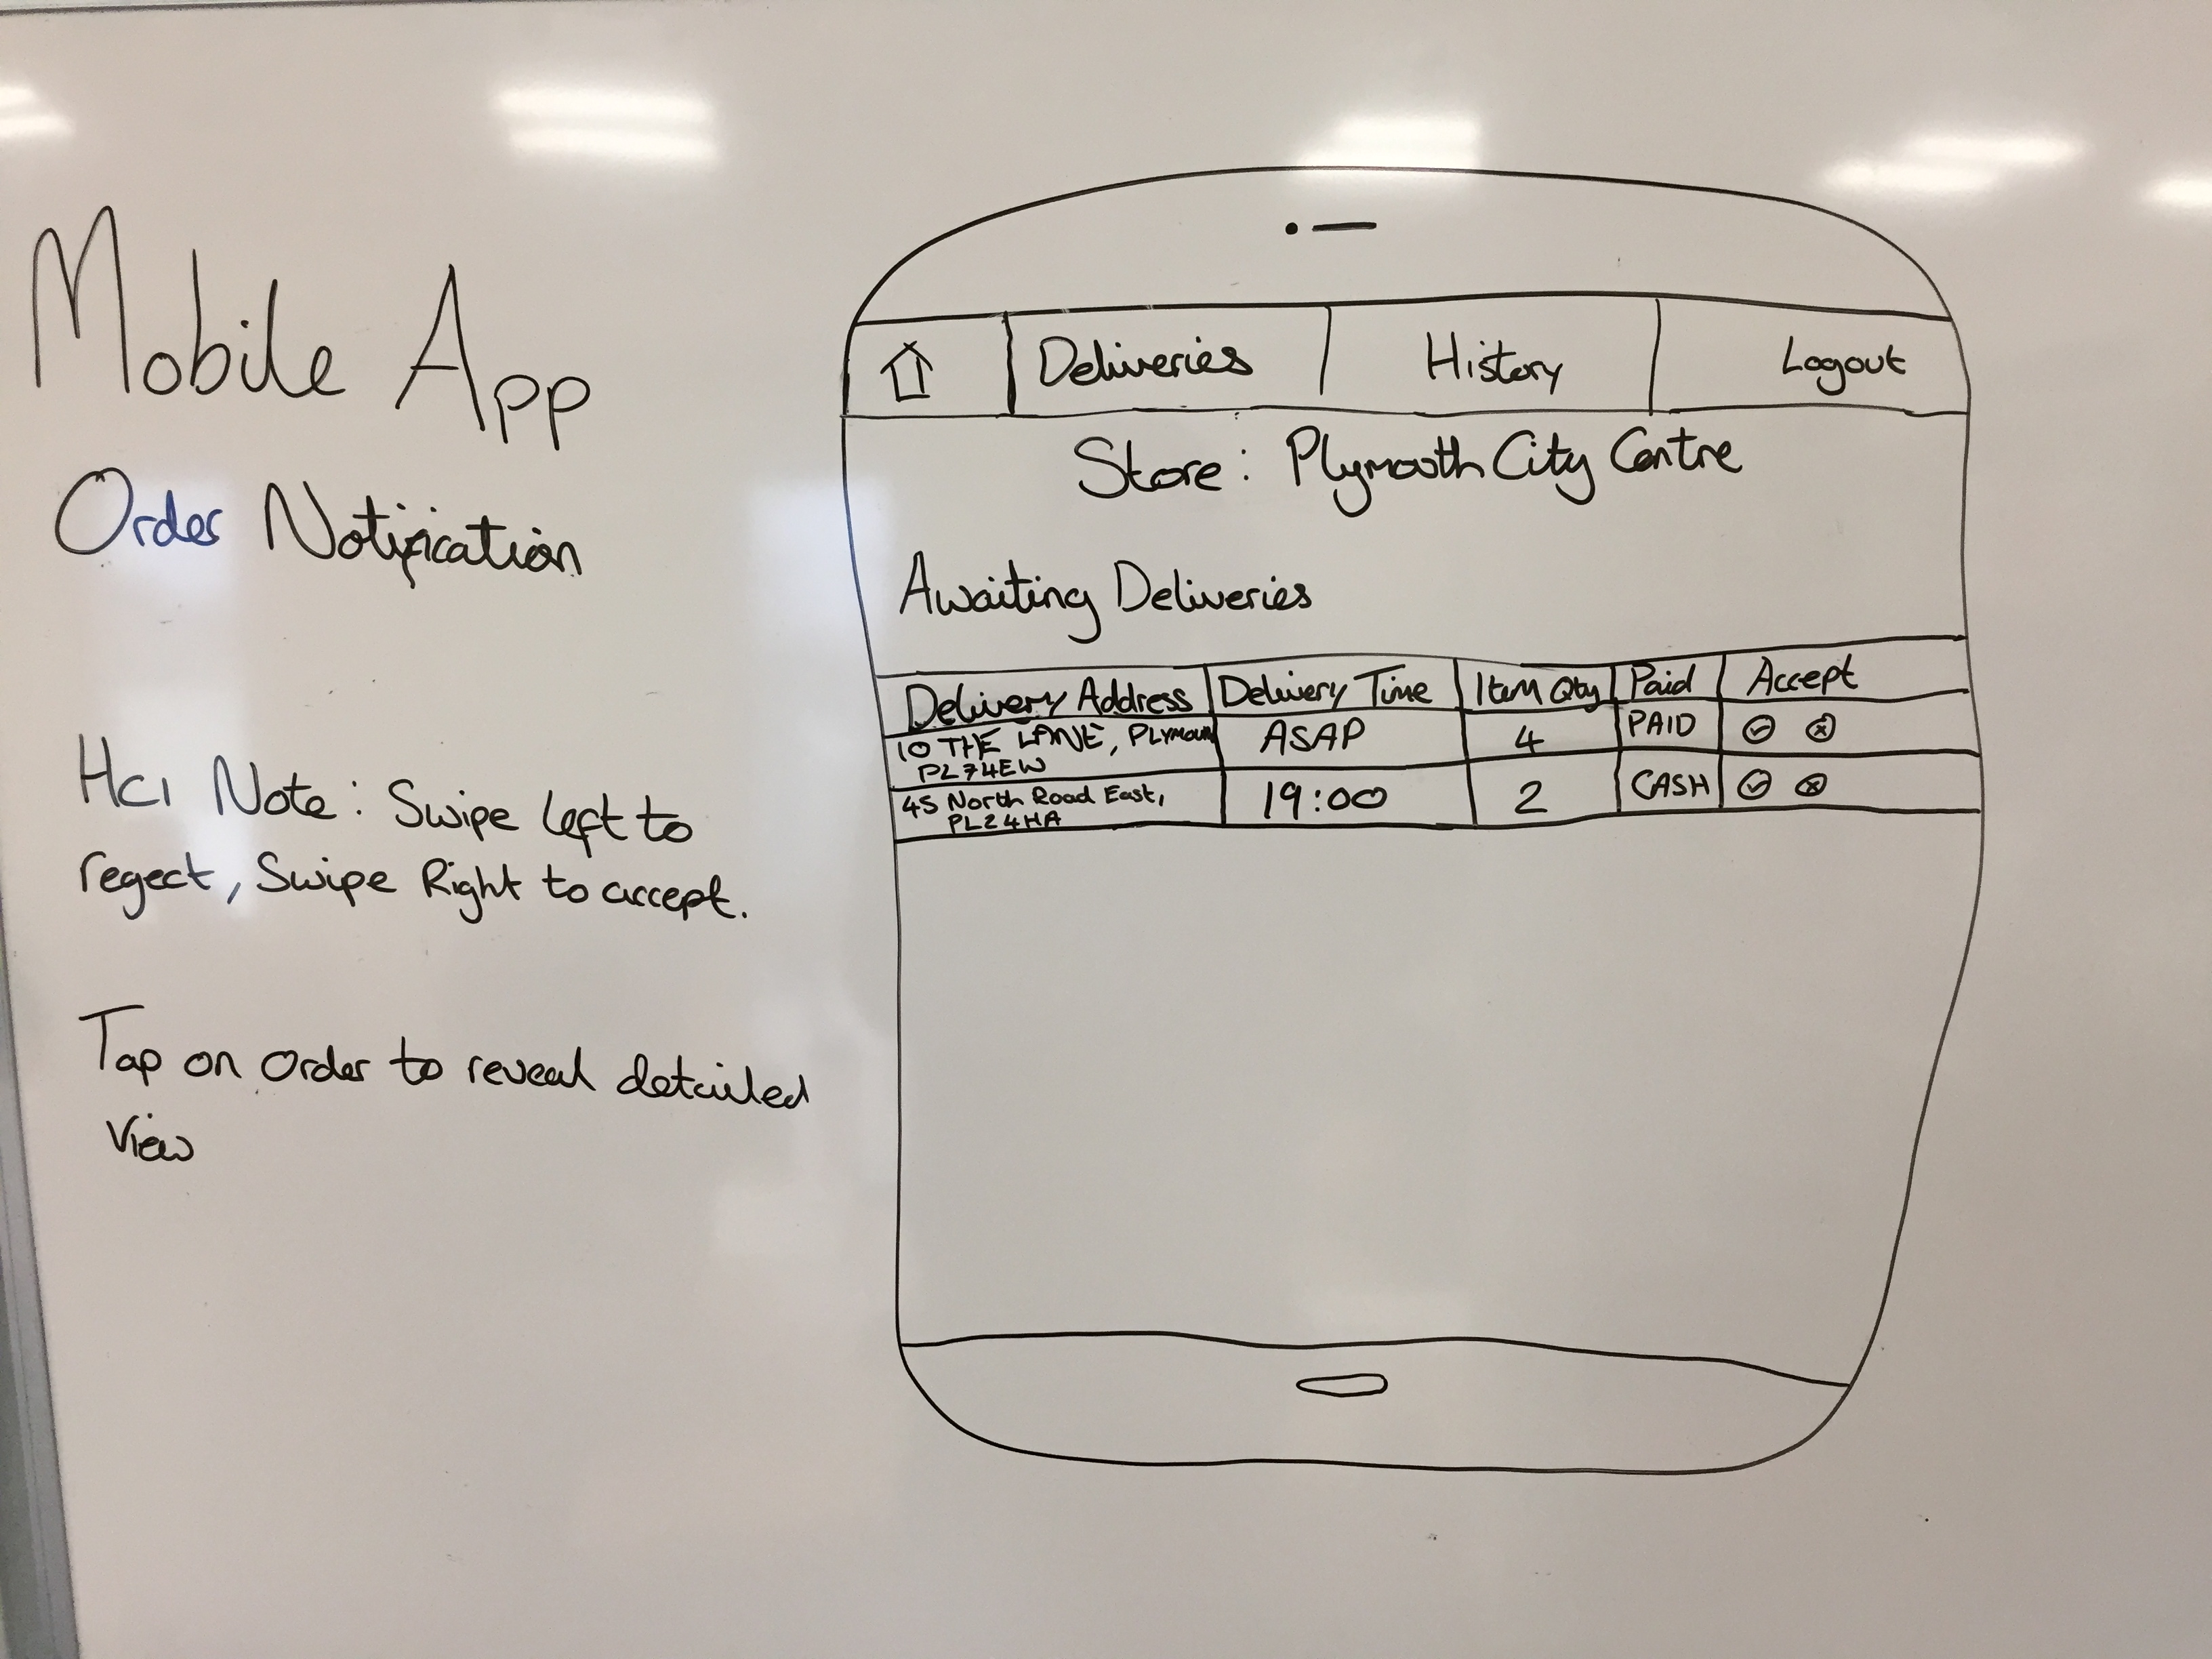 Mobile App
Order Notification
HCI Note: Swipe left to
regect, Swipe Right to accept.
Tap on order to reveal detailed
view
Deliveries History Logout
Store: Plymouth City Centre
Awaiting Deliveries
Delivery Address Delivery Time Item Qty Paid Accept
10 THE LANE, PLYMOUTH ASAP 4 PAID
PL74EW
45 North Road East, 19:00 2 CASH
PL24HA